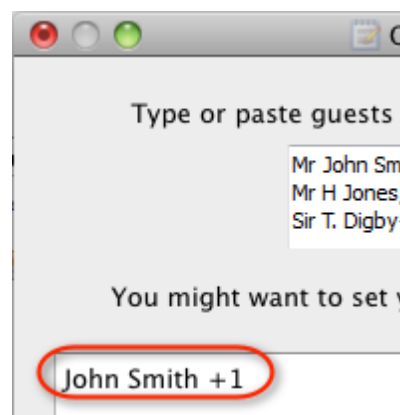 Type or paste guests
Mr John Sm
Mr H Jones,
Sir T. Digby-
You might want to set
John Smith +1